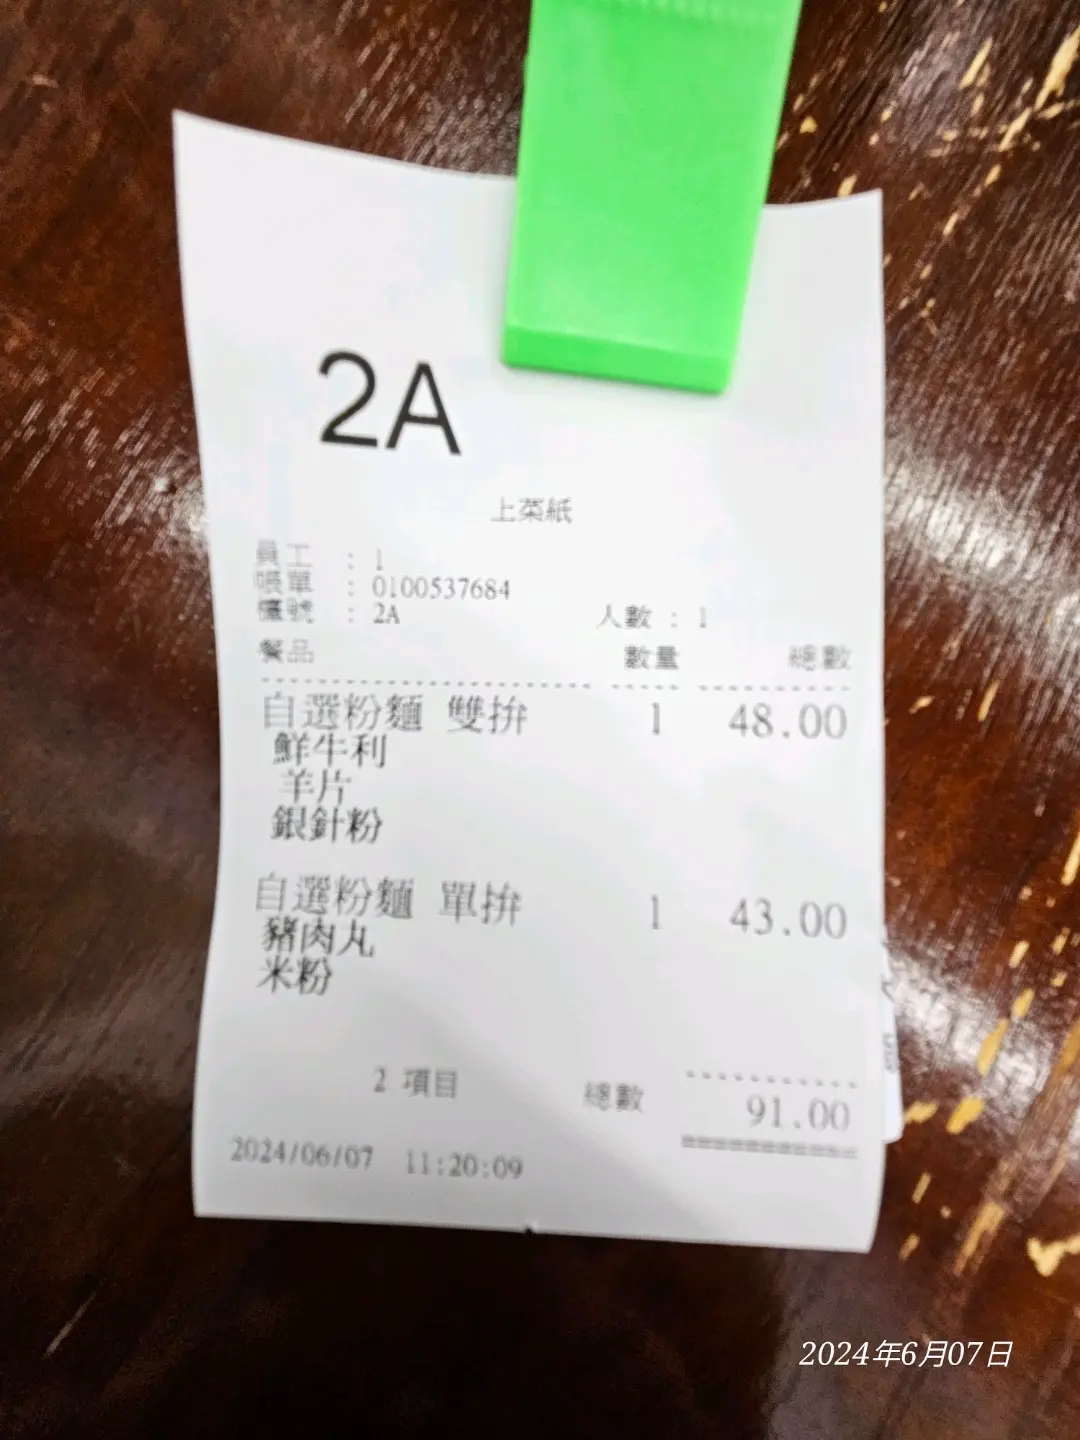 2A
上菜紙
員工 : 1
帳單 : 0100537684
檯號 : 2A 人數 : 1
餐品 數量 總數
自選粉麵 雙拚 1 48.00
鮮牛利
羊片
銀針粉
自選粉麵 單拚 1 43.00
豬肉丸
米粉
2 項目 總數 91.00
2024/06/07 11:20:09
2024年6月07日